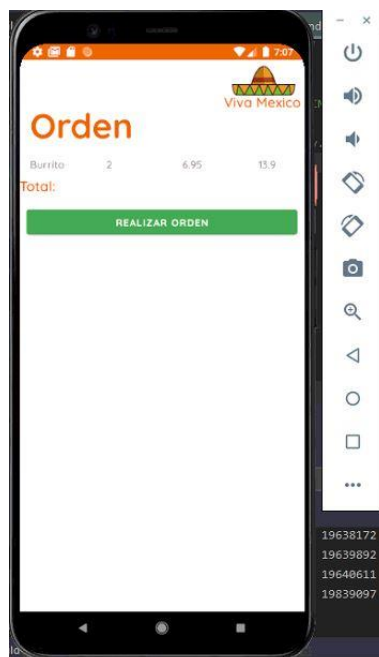 7:07
Viva Mexico
Orden
Burrito 2 6.95 13.9
Total:
REALIZAR ORDEN
19638172
19639892
19640611
19839097